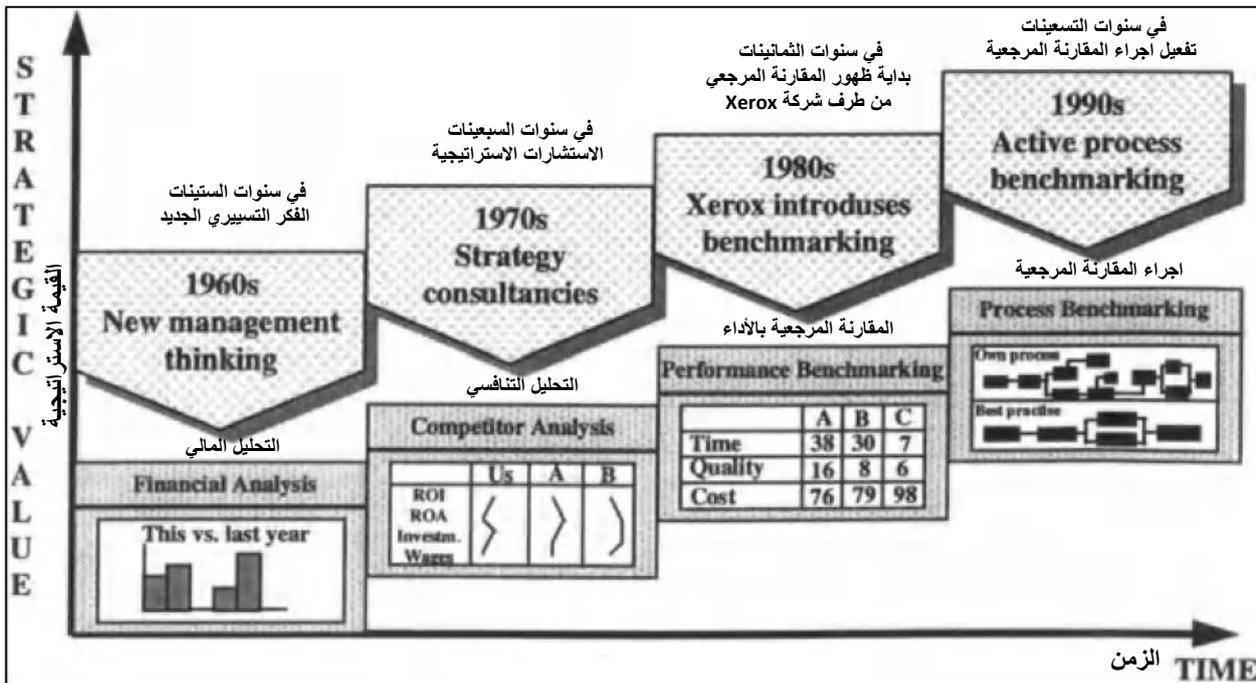 STRATEGIC VALUE
القيمة الاستراتيجية
في سنوات الستينات
الفكر التسييري الجديد
1960s
New management
thinking
التحليل المالي
Financial Analysis
This vs. last year
في سنوات السبعينات
الاستشارات الاستراتيجية
1970s
Strategy
consultancies
التحليل التنافسي
Competitor Analysis
Us A B
ROI
ROA
Investm.
Wages
في سنوات الثمانينات
بداية ظهور المقارنة المرجعي
من طرف شركة Xerox
1980s
Xerox introduses
benchmarking
المقارنة المرجعية بالأداء
Performance Benchmarking
A B C
Time 38 30 7
Quality 16 8 6
Cost 76 79 98
في سنوات التسعينات
تفعيل اجراء المقارنة المرجعية
1990s
Active process
benchmarking
اجراء المقارنة المرجعية
Process Benchmarking
Own process
Best practise
الزمن
TIME